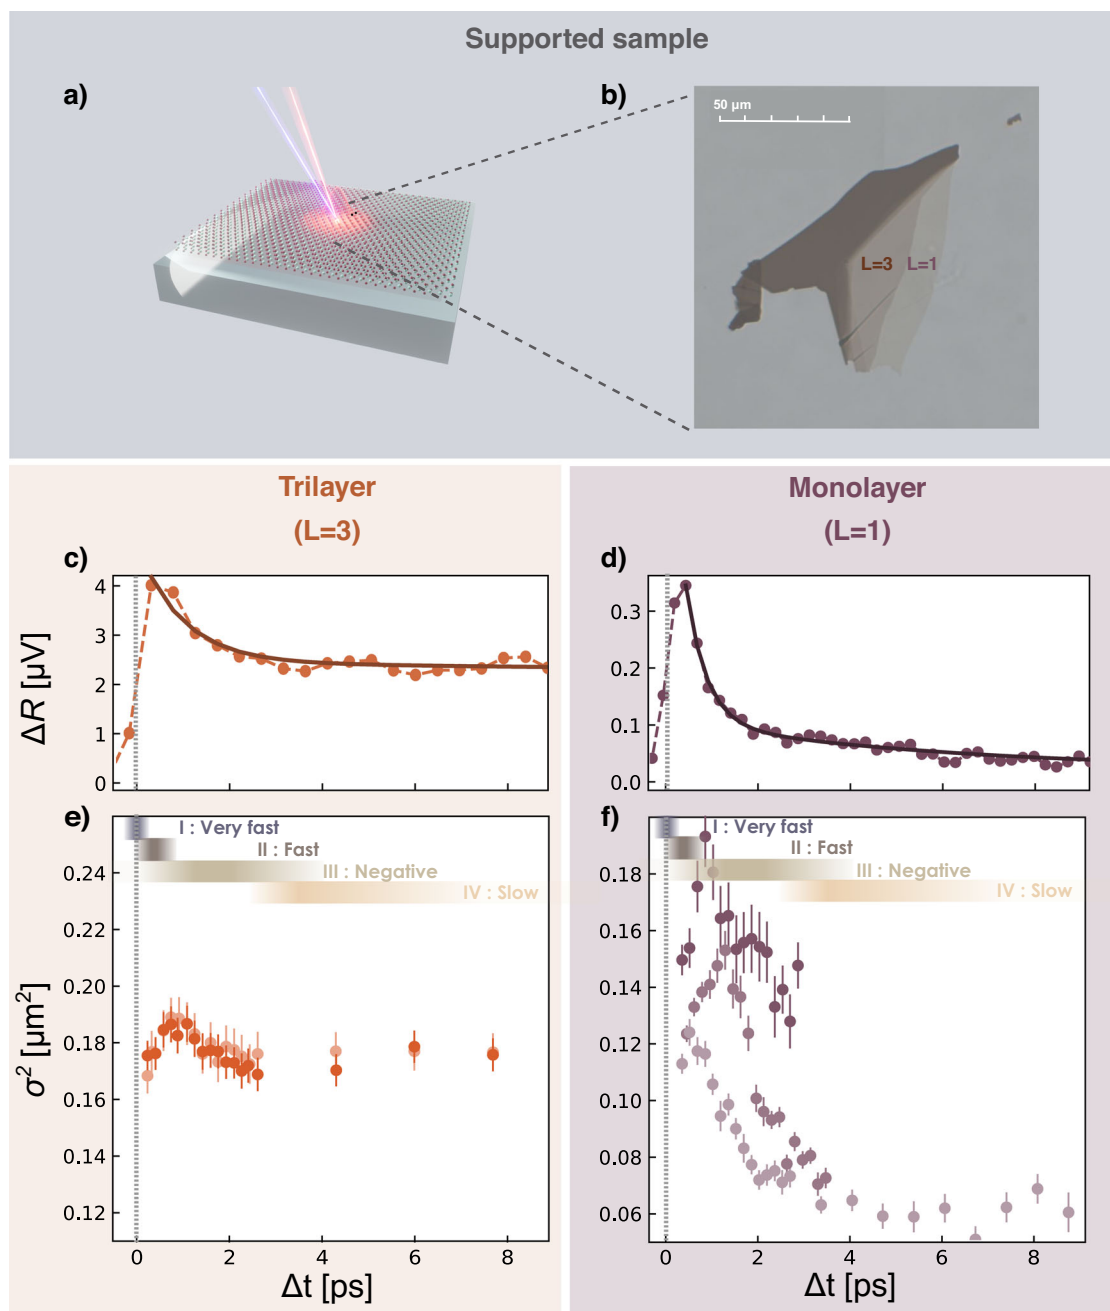 Supported sample
a)
b)
50 μm
L=3
L=1
Trilayer
(L=3)
Monolayer
(L=1)
c)
d)
ΔR [μV]
4
3
2
1
0
0.3
0.2
0.1
0.0
e)
f)
I : Very fast
II : Fast
III : Negative
IV : Slow
I : Very fast
II : Fast
III : Negative
IV : Slow
σ² [μm²]
0.24
0.22
0.20
0.18
0.16
0.14
0.12
0.18
0.16
0.14
0.12
0.10
0.08
0.06
0
2
4
6
8
0
2
4
6
8
Δt [ps]
Δt [ps]